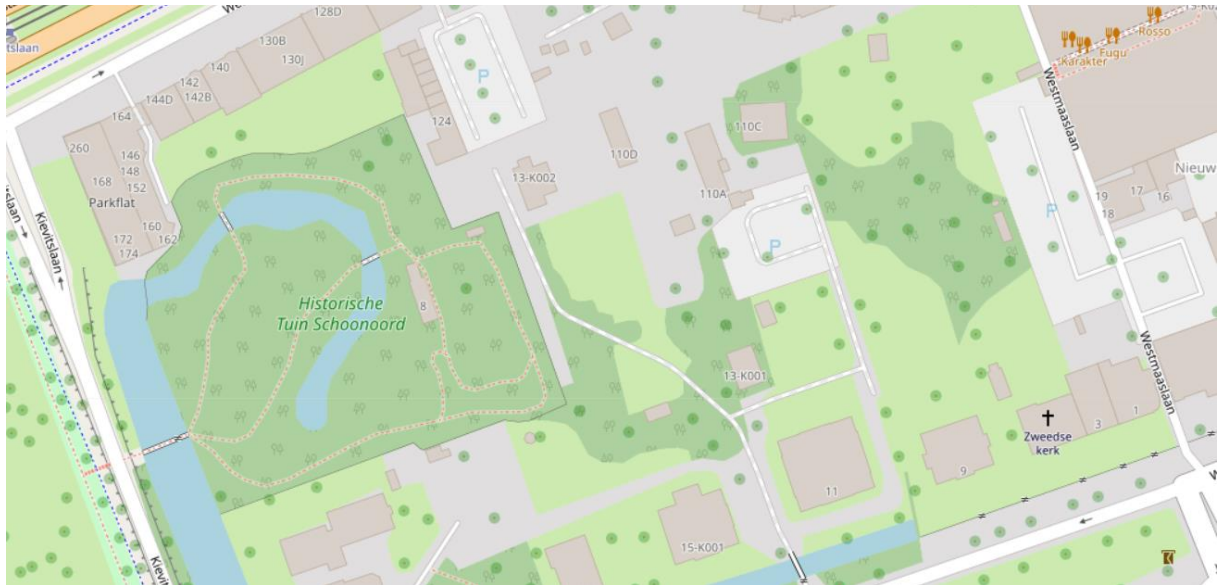 128D
130B
130J
140
142
142B
144D
164
260
146
148
168
152
Parkflat
160
162
172
174
124
P
110C
110D
110A
13-K002
P
8
Historische
Tuin Schoonoord
13-K001
11
15-K001
9
Zweedse
kerk
3
1
Westmaaslaan
Westmaaslaan
Kievitslaan
Kievitslaan
Rosso
Fugu
Karakter
Nieuw
P
19
18
17
16